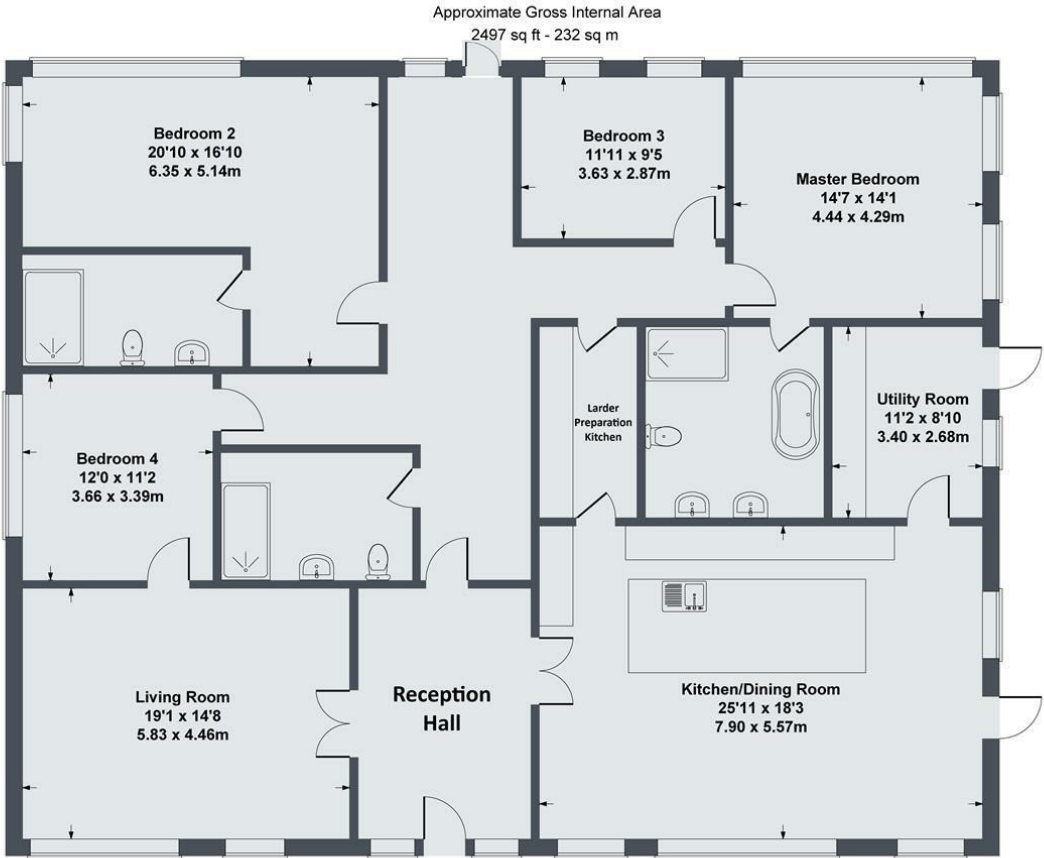 Approximate Gross Internal Area
2497 sq ft - 232 sq m
Bedroom 2
20'10 x 16'10
6.35 x 5.14m
Bedroom 3
11'11 x 9'5
3.63 x 2.87m
Master Bedroom
14'7 x 14'1
4.44 x 4.29m
Larder
Preparation
Kitchen
Utility Room
11'2 x 8'10
3.40 x 2.68m
Bedroom 4
12'0 x 11'2
3.66 x 3.39m
Living Room
19'1 x 14'8
5.83 x 4.46m
Reception
Hall
Kitchen/Dining Room
25'11 x 18'3
7.90 x 5.57m